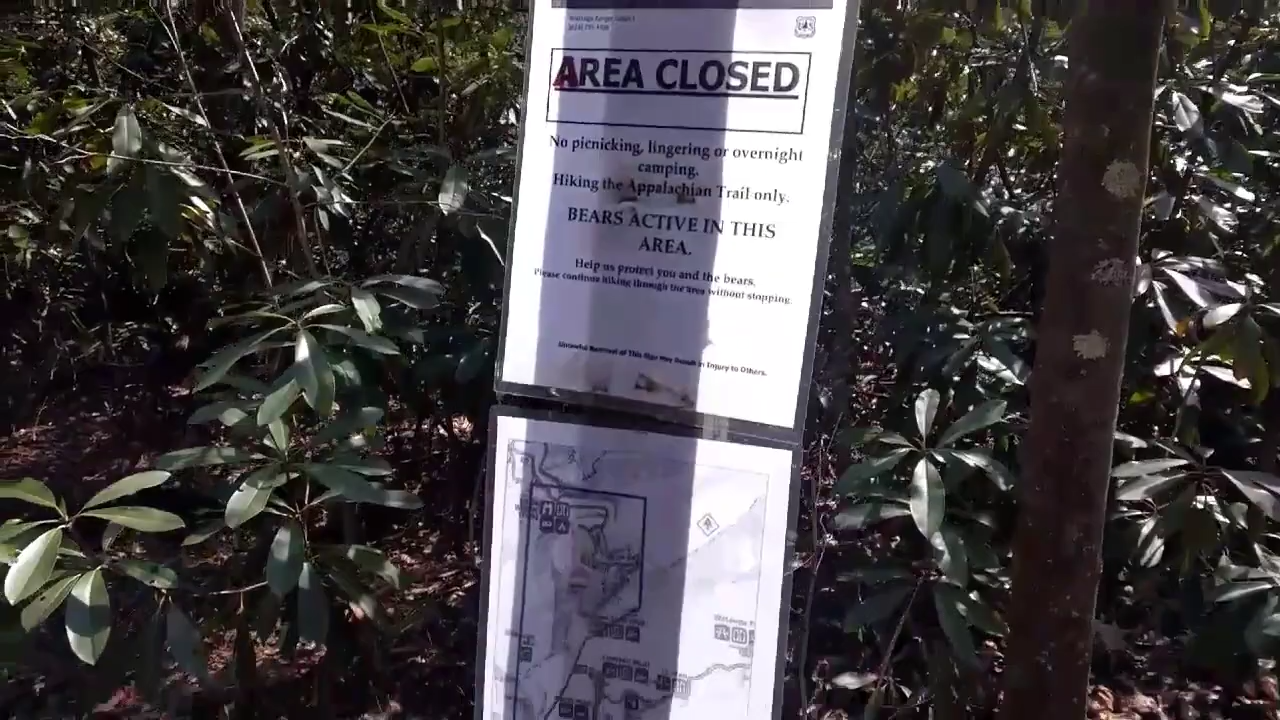 AREA CLOSED
No picnicking, lingering or overnight
camping.
Hiking the Appalachian Trail only.
BEARS ACTIVE IN THIS
AREA.
Help us protect you and the bears.
Please continue hiking through the area without stopping.
Unlawful Removal of This Sign May Result in Injury to Others.